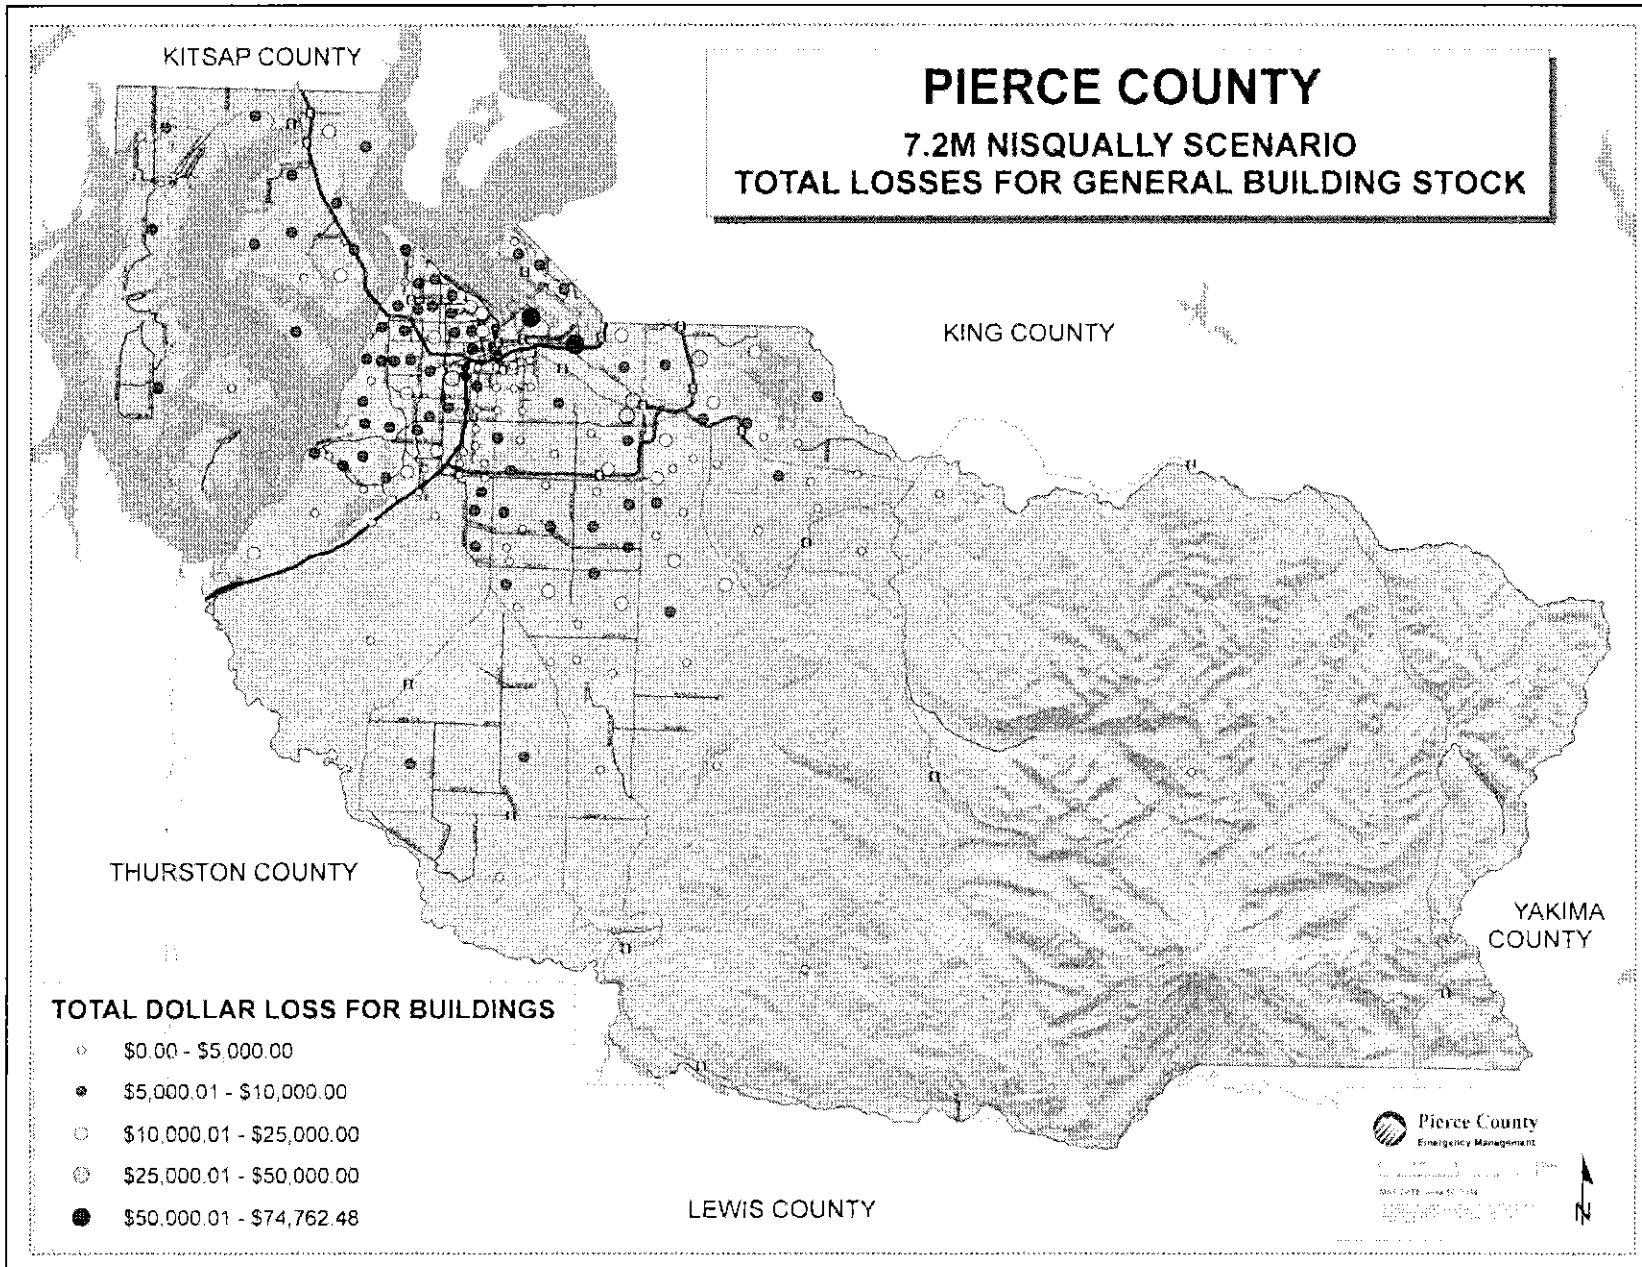 KITSAP COUNTY
PIERCE COUNTY
7.2M NISQUALLY SCENARIO
TOTAL LOSSES FOR GENERAL BUILDING STOCK
KING COUNTY
THURSTON COUNTY
YAKIMA
COUNTY
TOTAL DOLLAR LOSS FOR BUILDINGS
$0.00 - $5,000.00
$5,000.01 - $10,000.00
$10,000.01 - $25,000.00
$25,000.01 - $50,000.00
$50,000.01 - $74,762.48
LEWIS COUNTY
Pierce County
Emergency Management
N